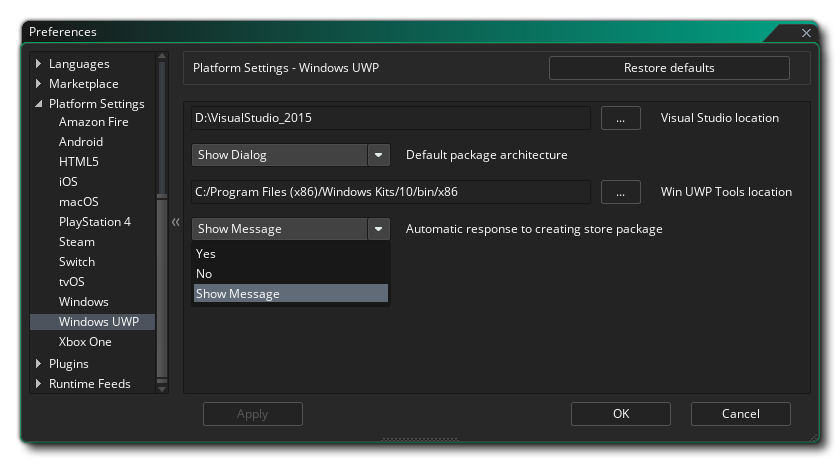 Preferences
Languages
Marketplace
Platform Settings
Amazon Fire
Android
HTML5
iOS
macOS
PlayStation 4
Steam
Switch
tvOS
Windows
Windows UWP
Xbox One
Plugins
Runtime Feeds
Platform Settings - Windows UWP
Restore defaults
D:\VisualStudio_2015 ... Visual Studio location
Show Dialog Default package architecture
C:/Program Files (x86)/Windows Kits/10/bin/x86 ... Win UWP Tools location
Show Message Automatic response to creating store package
Yes
No
Show Message
Apply OK Cancel